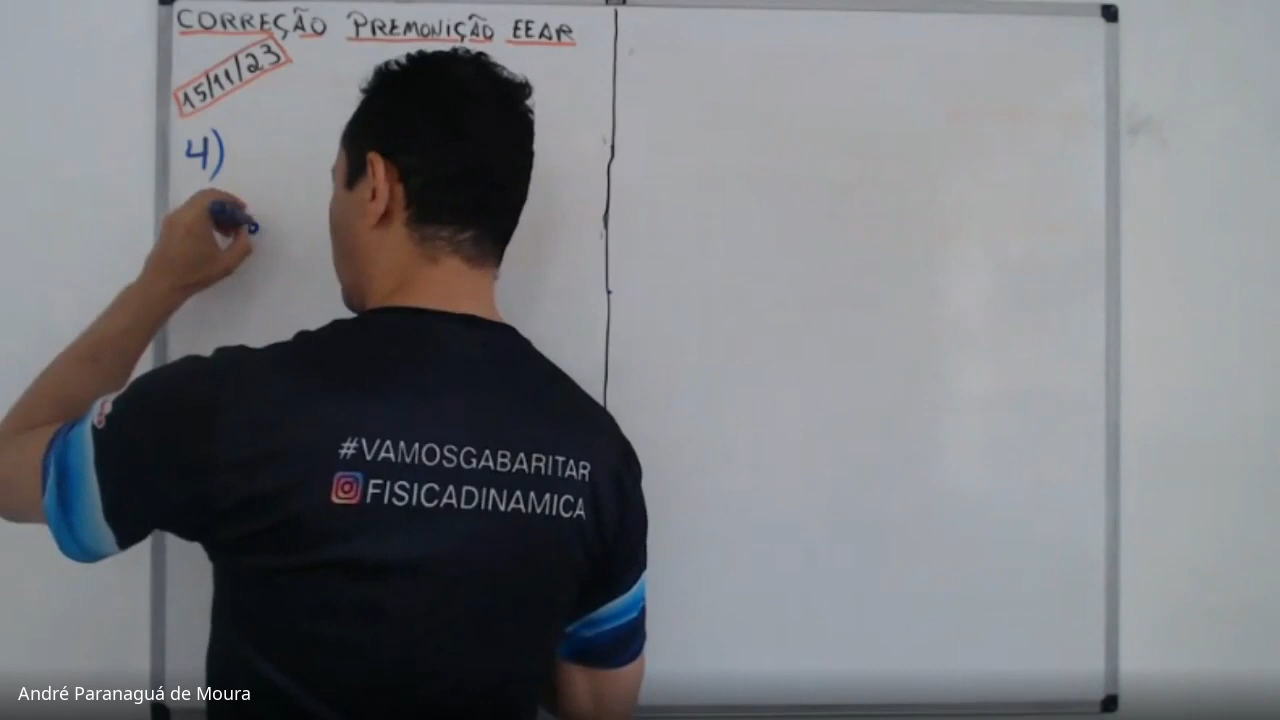 CORREÇÃO PREMONIÇÃO EEAR
15/11/23
4)
#VAMOSGABARITAR
FISICADINAMICA
André Paranaguá de Moura